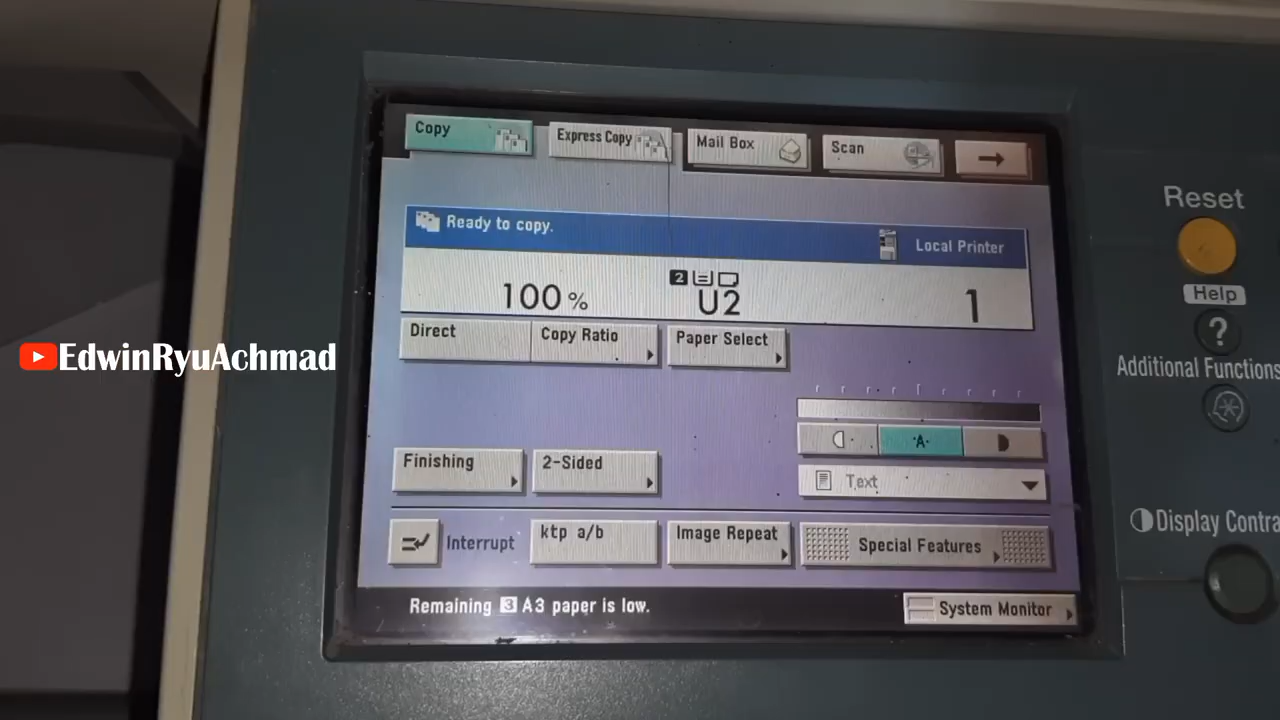 Copy
Express Copy
Mail Box
Scan
Ready to copy.
Local Printer
100 %
2
U2
1
Direct
Copy Ratio
Paper Select
A
Text
Finishing
2-Sided
Interrupt
ktp a/b
Image Repeat
Special Features
Remaining 3 A3 paper is low.
System Monitor
Reset
Help
?
Additional Functions
Display Contra
EdwinRyuAchmad